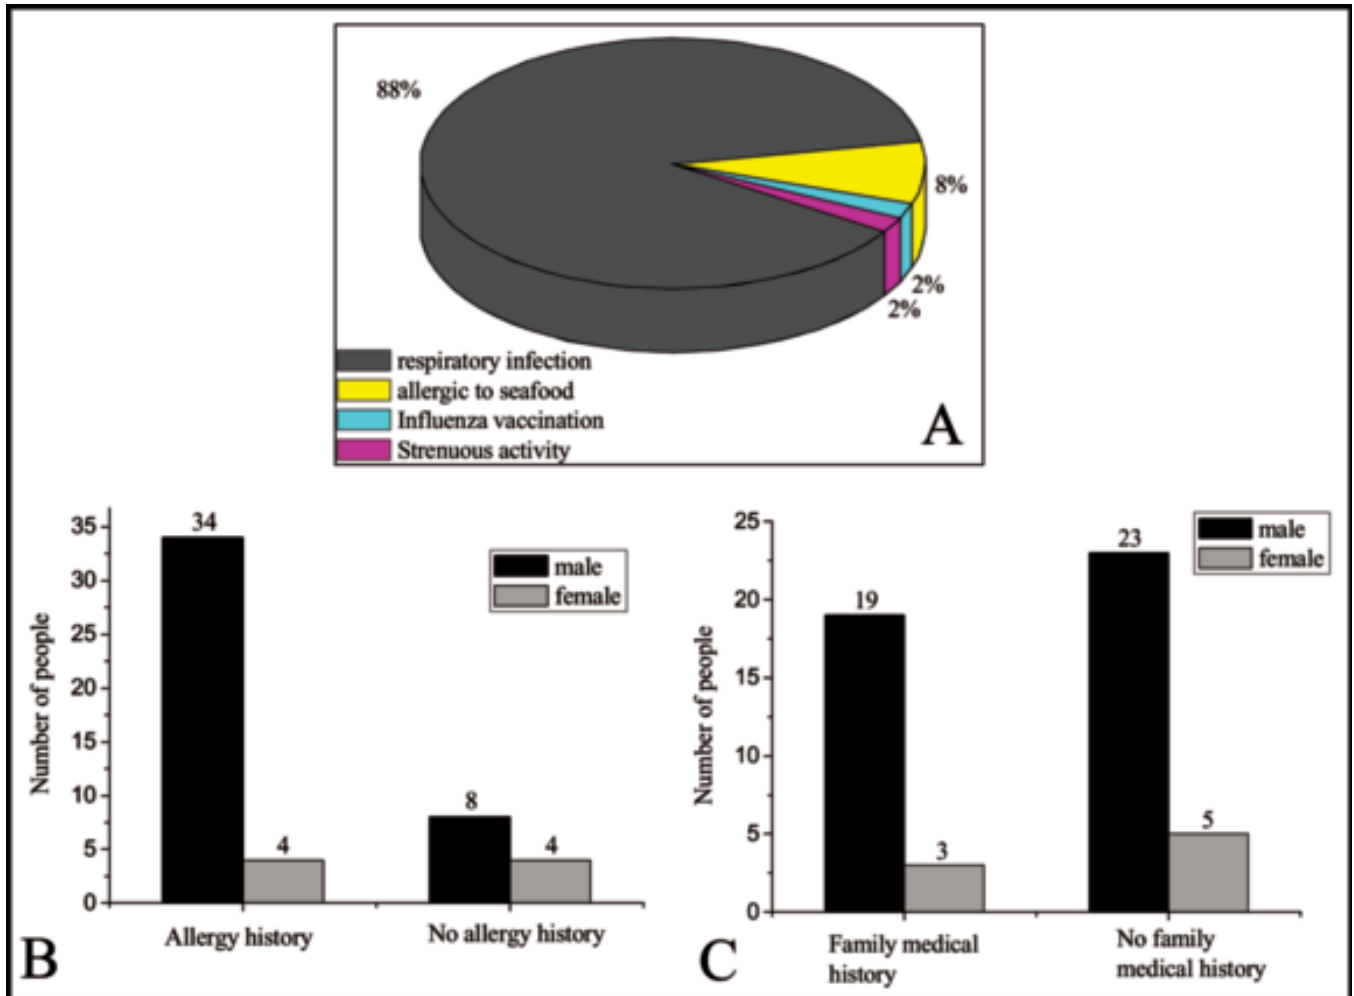 88%
8%
2%
2%
respiratory infection
allergic to seafood
Influenza vaccination
Strenuous activity
A
35
30
25
20
15
10
5
0
Number of people
34
4
8
4
male
female
Allergy history
No allergy history
B
25
20
15
10
5
0
Number of people
19
3
23
5
male
female
Family medical
history
No family
medical history
C